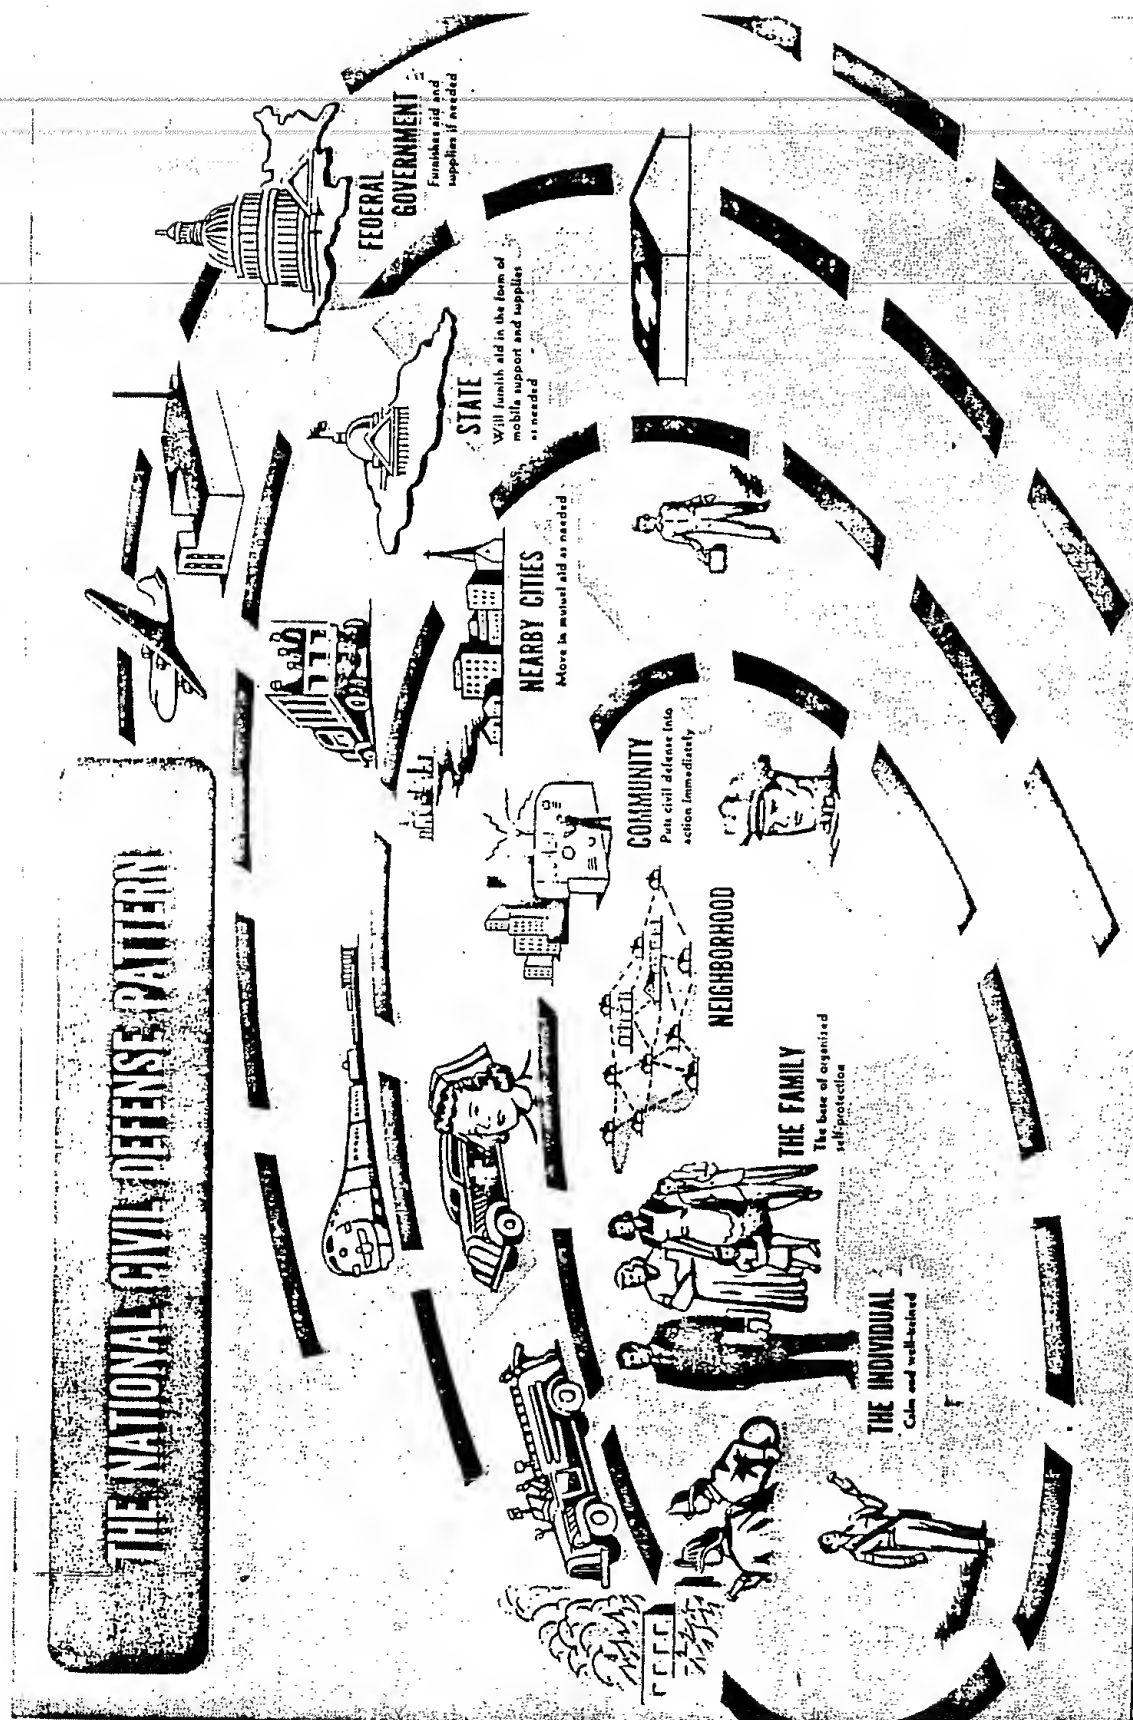 THE NATIONAL CIVIL DEFENSE PATTERN
THE INDIVIDUAL
Calm and well-trained
THE FAMILY
The base of organized
self-protection
NEIGHBORHOOD
COMMUNITY
Puts civil defense into
action immediately
NEARBY CITIES
Move in mutual aid as needed
STATE
Will furnish aid in the form of
mobile support and supplies
as needed
FEDERAL
GOVERNMENT
Furnishes aid and
supplies if needed